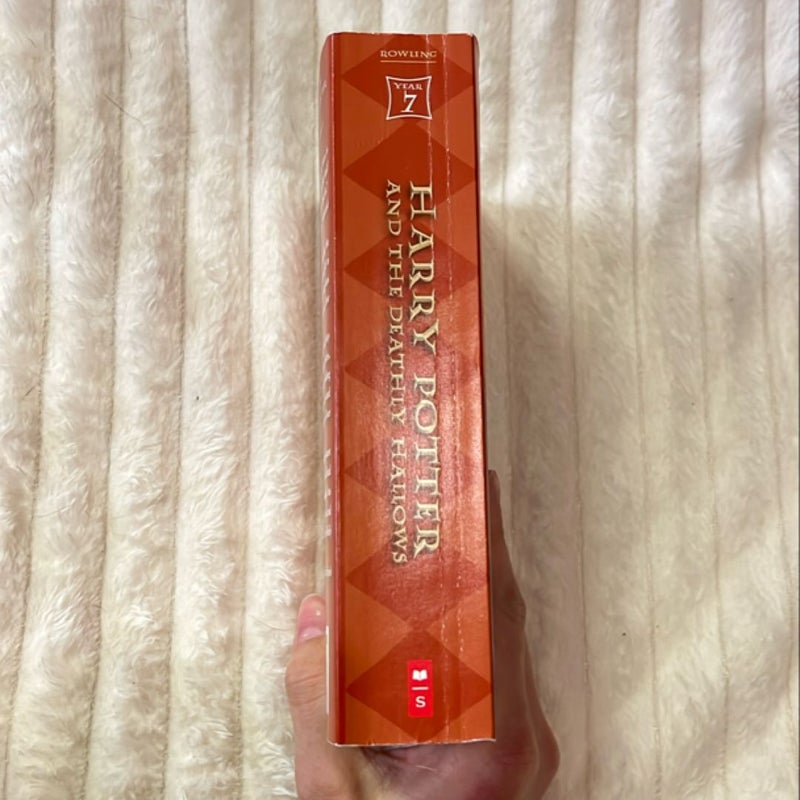 ROWLING
YEAR
7
HARRY POTTER
AND THE DEATHLY HALLOWS
S